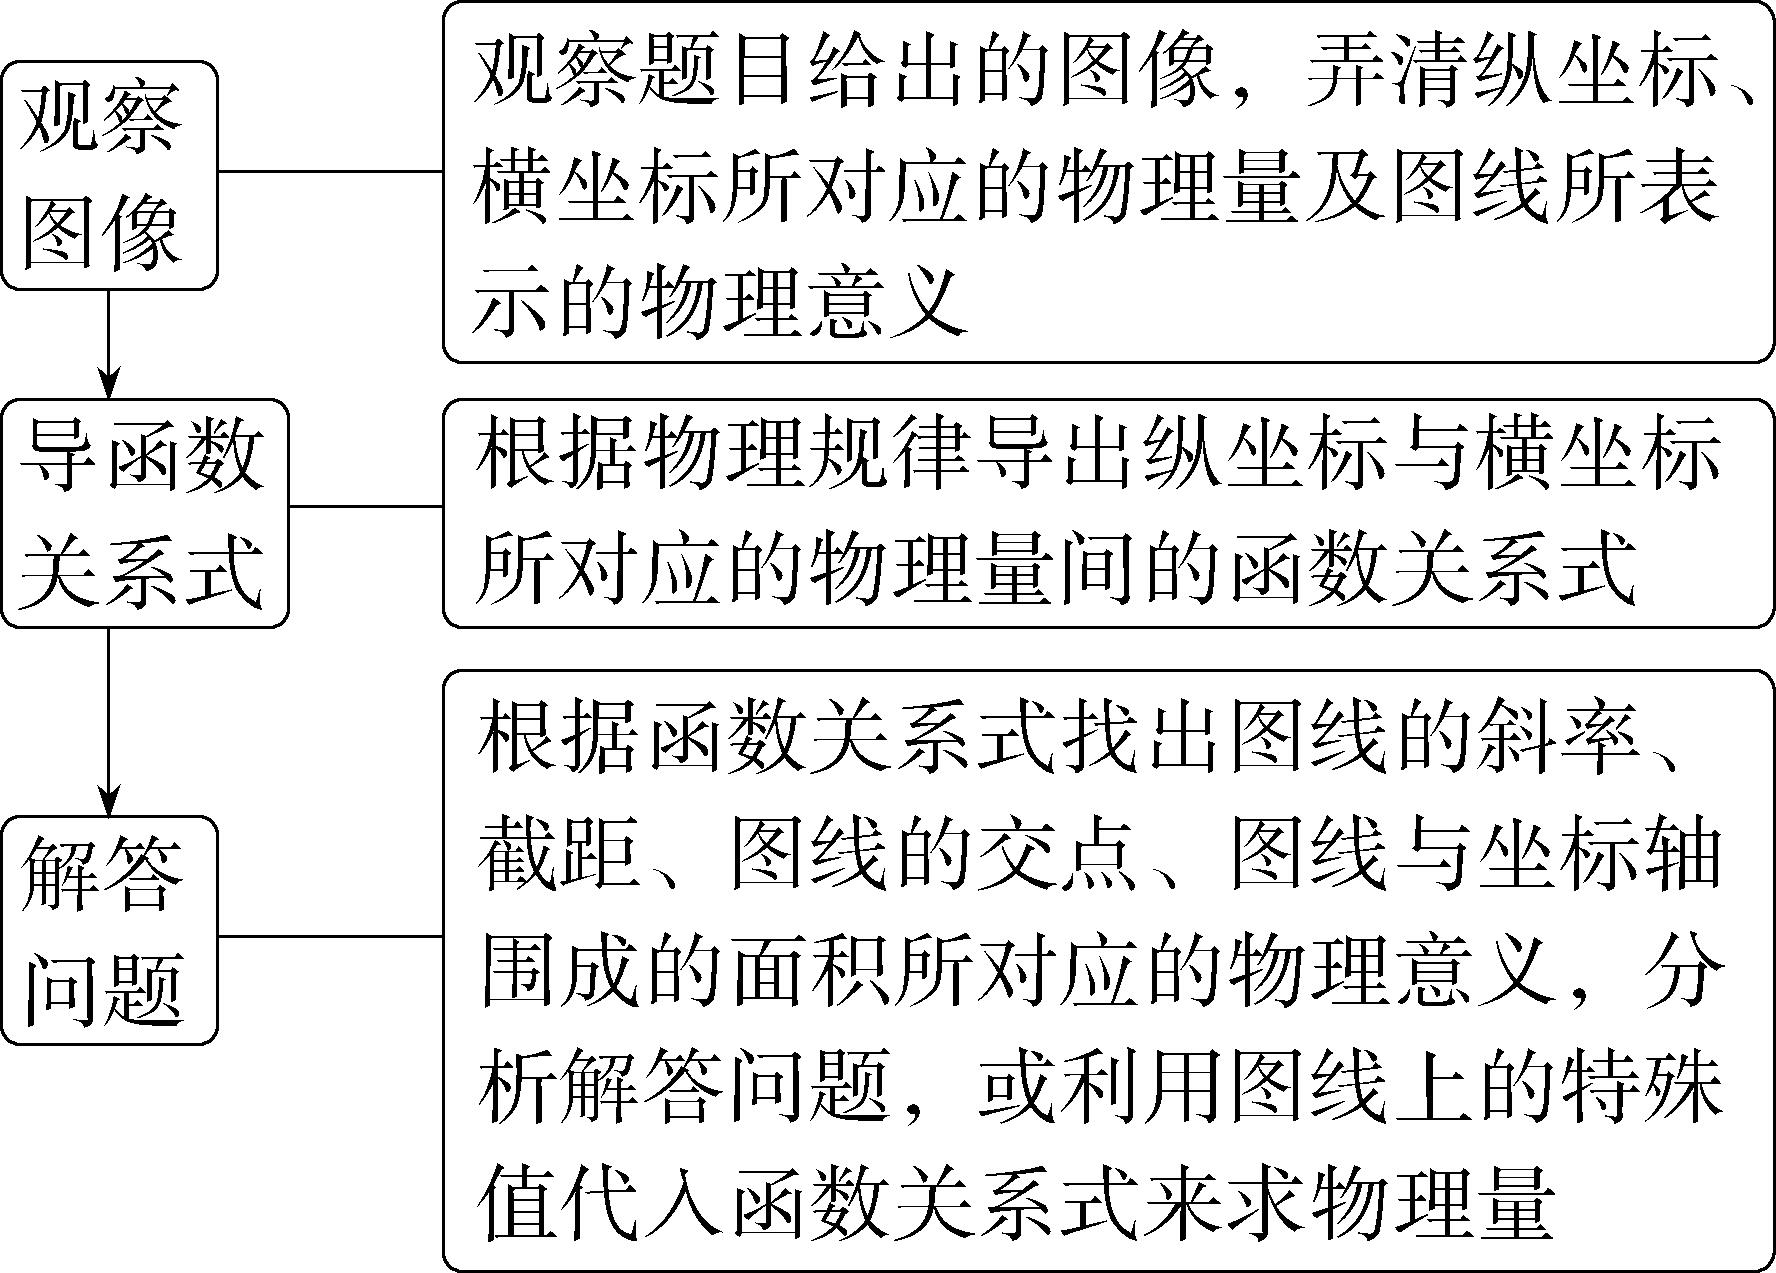 观察
图像
观察题目给出的图像，弄清纵坐标、
横坐标所对应的物理量及图线所表
示的物理意义
导函数
关系式
根据物理规律导出纵坐标与横坐标
所对应的物理量间的函数关系式
解答
问题
根据函数关系式找出图线的斜率、
截距、图线的交点、图线与坐标轴
围成的面积所对应的物理意义，分
析解答问题，或利用图线上的特殊
值代入函数关系式来求物理量